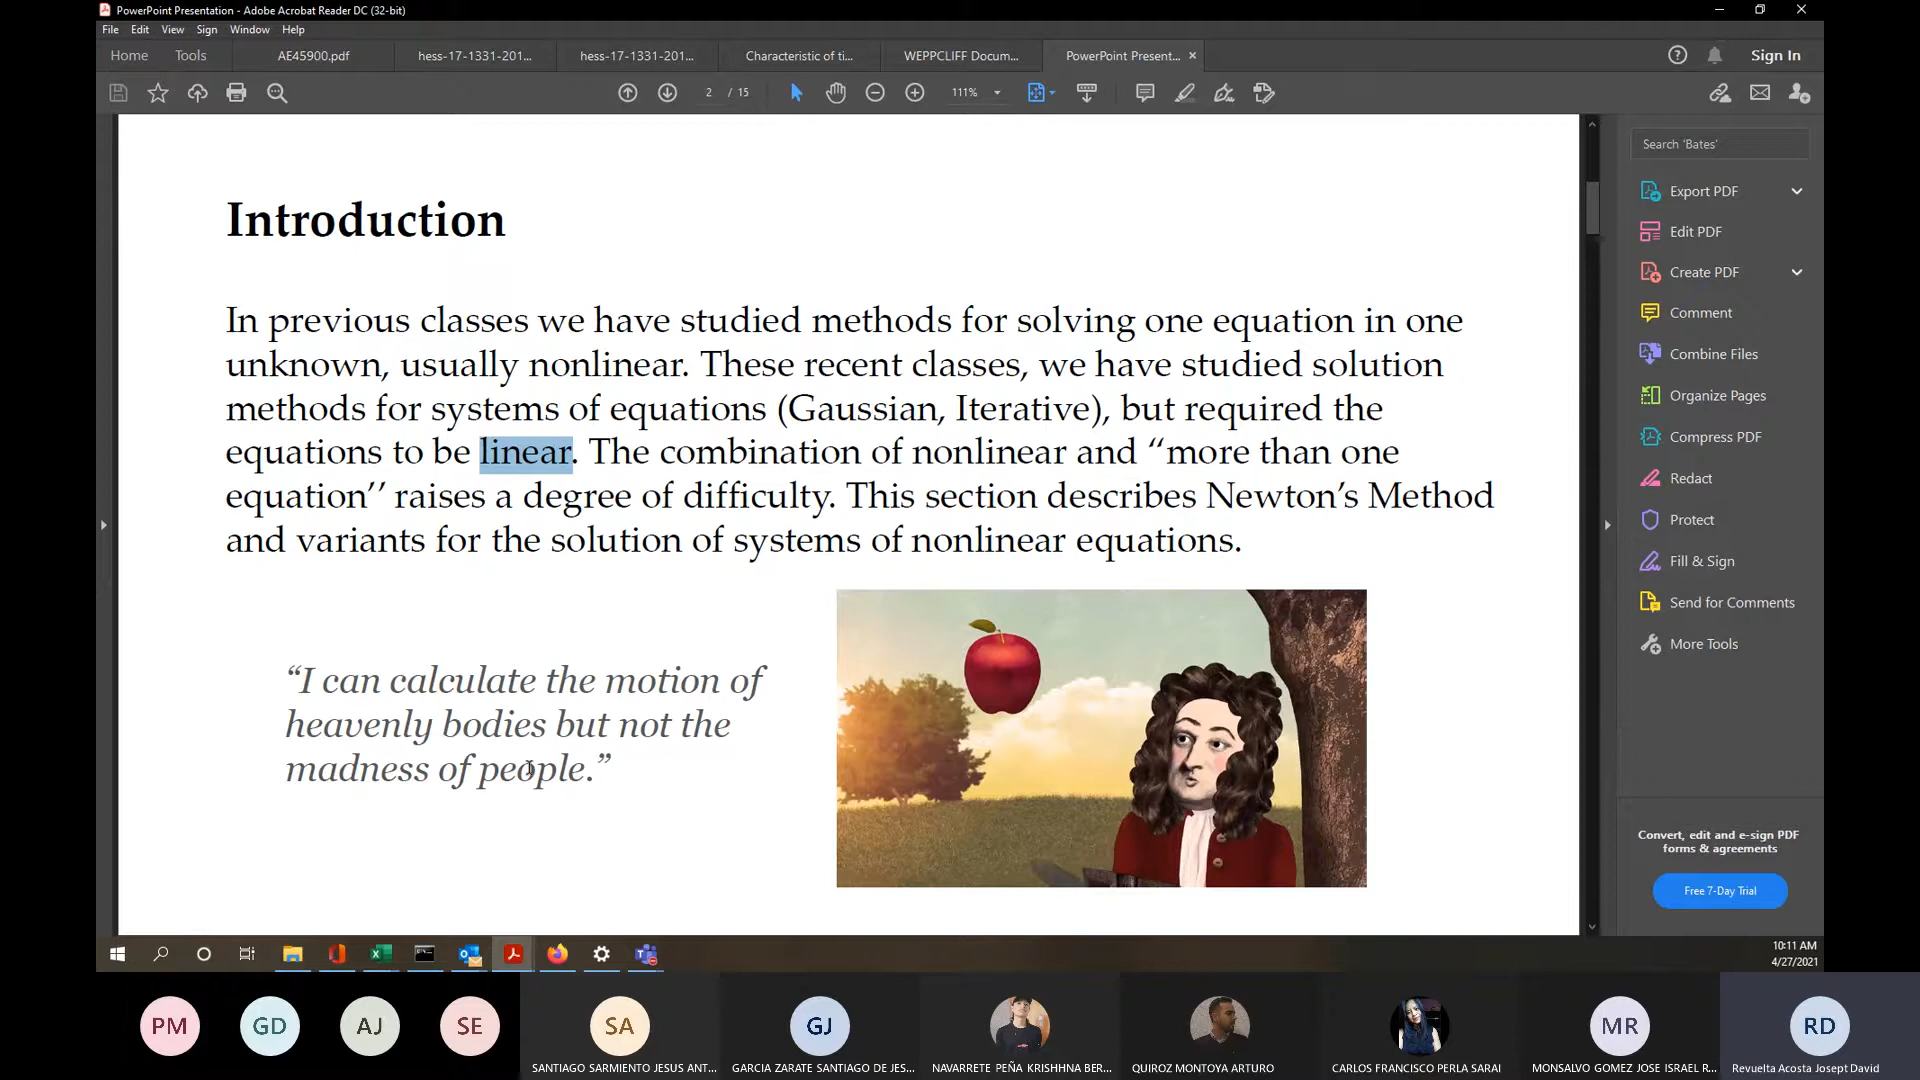 PowerPoint Presentation - Adobe Acrobat Reader DC (32-bit)
File Edit View Sign Window Help
Home Tools AE45900.pdf hess-17-1331-201... hess-17-1331-201... Characteristic of ti... WEPPCLIFF Docum... PowerPoint Present... Sign In
2 / 15 111%
Introduction
In previous classes we have studied methods for solving one equation in one
unknown, usually nonlinear. These recent classes, we have studied solution
methods for systems of equations (Gaussian, Iterative), but required the
equations to be linear. The combination of nonlinear and “more than one
equation’’ raises a degree of difficulty. This section describes Newton’s Method
and variants for the solution of systems of nonlinear equations.
“I can calculate the motion of
heavenly bodies but not the
madness of people.”
Search 'Bates'
Export PDF
Edit PDF
Create PDF
Comment
Combine Files
Organize Pages
Compress PDF
Redact
Protect
Fill & Sign
Send for Comments
More Tools
Convert, edit and e-sign PDF
forms & agreements
Free 7-Day Trial
10:11 AM
4/27/2021
PM GD AJ SE SA GJ MR RD
SANTIAGO SARMIENTO JESUS ANT... GARCIA ZARATE SANTIAGO DE JES... NAVARRETE PEÑA KRISHHNA BER... QUIROZ MONTOYA ARTURO CARLOS FRANCISCO PERLA SARAI MONSALVO GOMEZ JOSE ISRAEL R... Revuelta Acosta Josept David